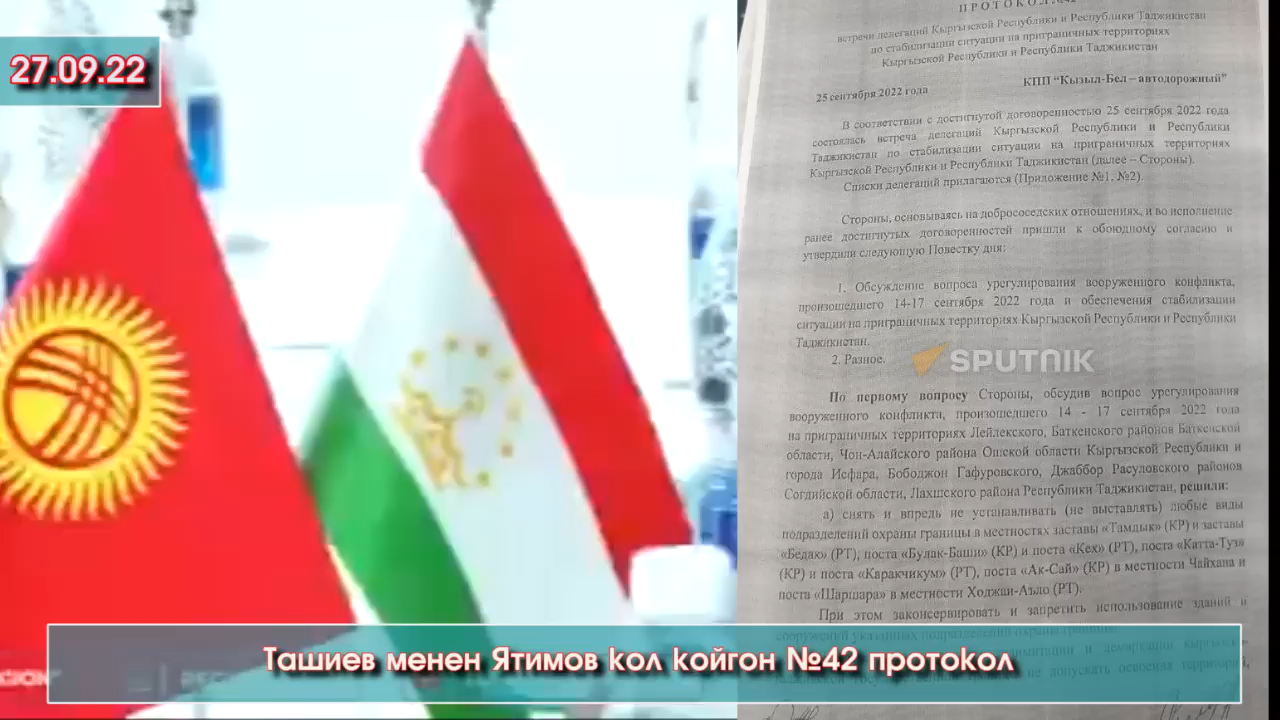 27.09.22
ПРОТОКОЛ №42
встречи делегаций Кыргызской Республики и Республики Таджикистан
по стабилизации ситуации на приграничных территориях
Кыргызской Республики и Республики Таджикистан
25 сентября 2022 года
КПП “Кызыл-Бел – автодорожный”
В соответствии с достигнутой договоренностью 25 сентября 2022 года
состоялась встреча делегаций Кыргызской Республики и Республики
Таджикистан по стабилизации ситуации на приграничных территориях
Кыргызской Республики и Республики Таджикистан (далее – Стороны).
Списки делегаций прилагаются (Приложение №1, №2).
Стороны, основываясь на добрососедских отношениях, и во исполнение
ранее достигнутых договоренностей пришли к обоюдному согласию и
утвердили следующую Повестку дня:
1. Обсуждение вопроса урегулирования вооруженного конфликта,
произошедшего 14-17 сентября 2022 года и обеспечения стабилизации
ситуации на приграничных территориях Кыргызской Республики и Республики
Таджикистан.
2. Разное.
SPUTNIK
По первому вопросу Стороны, обсудив вопрос урегулирования
вооруженного конфликта, произошедшего 14 - 17 сентября 2022 года
на приграничных территориях Лейлекского, Баткенского районов Баткенской
области, Чон-Алайского района Ошской области Кыргызской Республики и
города Исфара, Бободжон Гафуровского, Джаббор Расуловского районов
Согдийской области, Лахшского района Республики Таджикистан, решили:
а) снять и впредь не устанавливать (не выставлять) любые виды
подразделений охраны границы в местностях заставы «Тамдык» (КР) и заставы
«Бедак» (РТ), поста «Булак-Баши» (КР) и поста «Кех» (РТ), поста «Катта-Туз»
(КР) и поста «Каракчикум» (РТ), поста «Ак-Сай» (КР) в местности Чайхана и
поста «Шаршара» в местности Ходжаи-Аъло (РТ).
При этом законсервировать и запретить использование зданий и
сооружений указанных подразделений охраны границы.
Ташиев менен Ятимов кол койгон №42 протокол